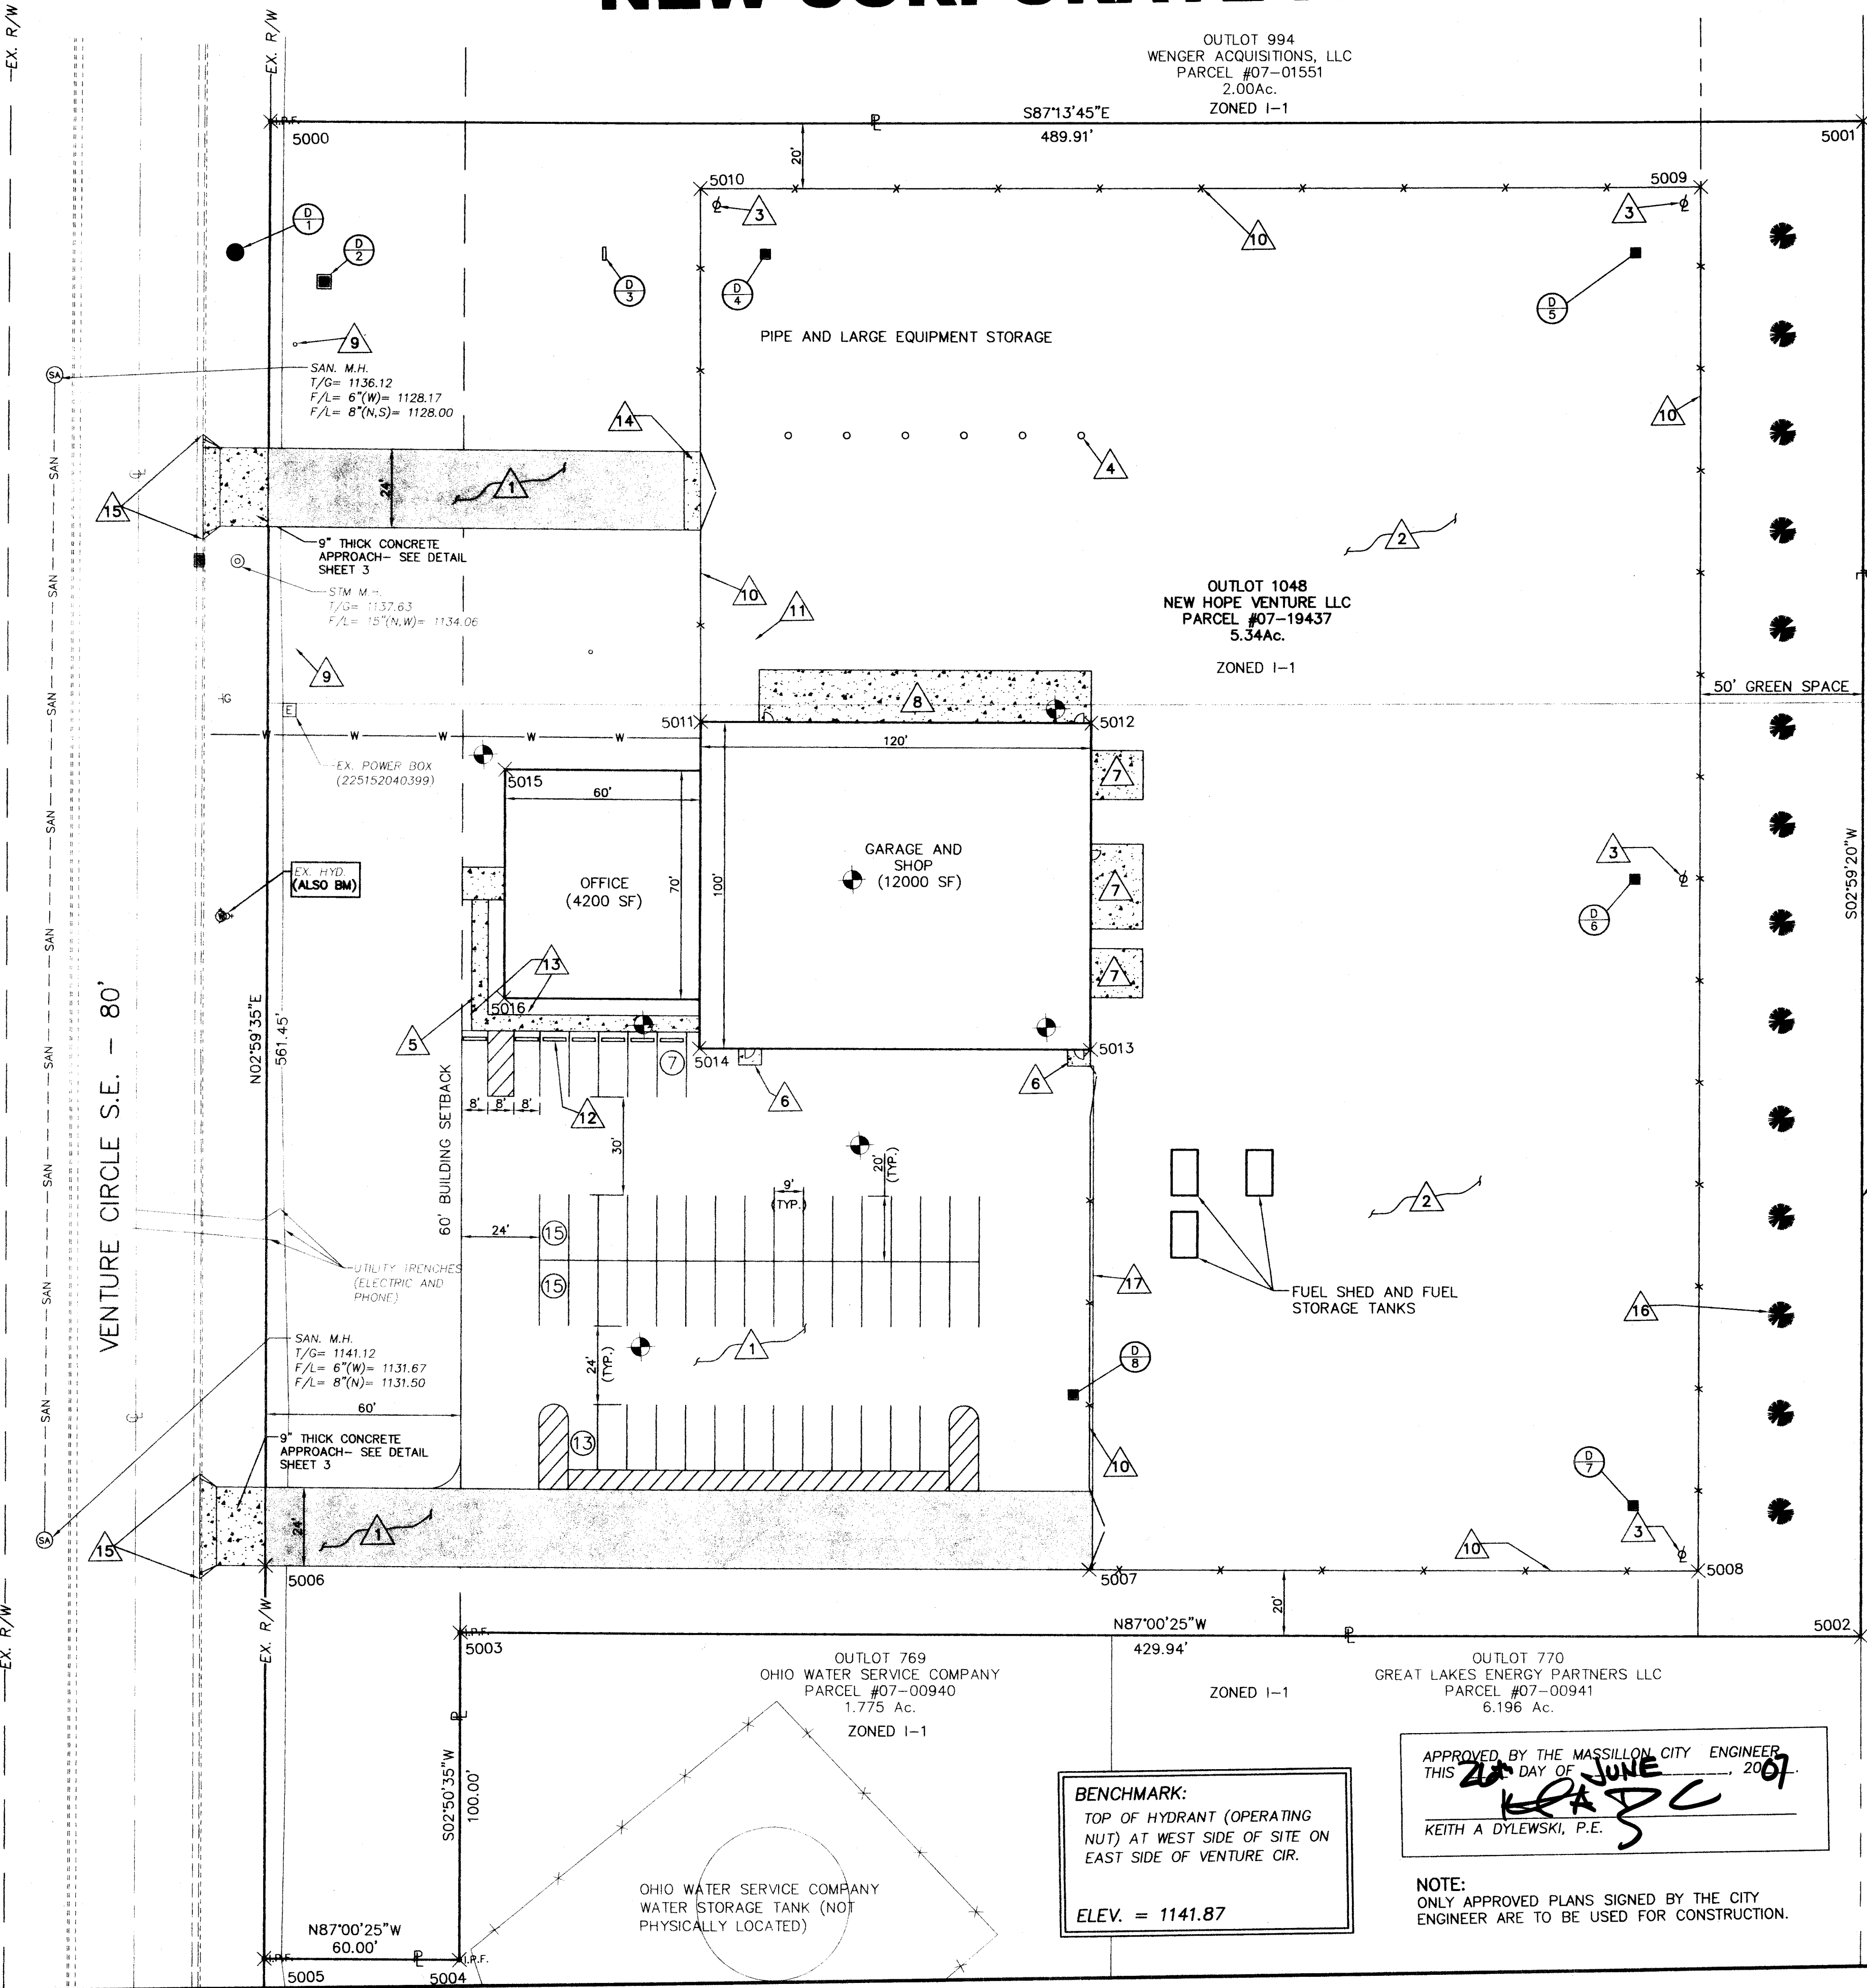 EX. R/W
EX. R/W
OUTLOT 994
WENGER ACQUISITIONS, LLC
PARCEL #07-01551
2.00Ac.
ZONED I-1
I.P.F.
5000
S87°13'45"E
489.91'
P/L
5001
20'
5010
5009
D
1
D
2
D
3
3
D
4
10
3
D
5
9
SAN. M.H.
T/G= 1136.12
F/L= 6"(W)= 1128.17
F/L= 8"(N,S)= 1128.00
PIPE AND LARGE EQUIPMENT STORAGE
14
10
4
SA
SAN
SAN
SAN
SAN
SAN
SAN
SAN
SAN
SAN
SAN
15
24'
1
2
9" THICK CONCRETE
APPROACH- SEE DETAIL
SHEET 3
STM M.H.
T/G= 1137.63
F/L= 15"(N,W)= 1134.06
10
11
OUTLOT 1048
NEW HOPE VENTURE LLC
PARCEL #07-19437
5.34Ac.
ZONED I-1
9
G
E
8
50' GREEN SPACE
5011
5012
W
W
W
W
W
120'
EX. POWER BOX
(225152040399)
5015
60'
7
EX. HYD.
(ALSO BM)
OFFICE
(4200 SF)
70'
100'
GARAGE AND
SHOP
(12000 SF)
7
3
D
6
S02°59'20"W
13
7
5016
5
N02°59'35"E
561.45'
VENTURE CIRCLE S.E. - 80'
7
5014
5013
6
6
8'
8'
8'
12
60' BUILDING SETBACK
30'
20'
(TYP.)
9'
(TYP.)
2
24'
15
15
UTILITY TRENCHES
(ELECTRIC AND
PHONE)
17
FUEL SHED AND FUEL
STORAGE TANKS
16
SAN. M.H.
T/G= 1141.12
F/L= 6"(W)= 1131.67
F/L= 8"(N)= 1131.50
24'
(TYP.)
1
D
8
60'
9" THICK CONCRETE
APPROACH- SEE DETAIL
SHEET 3
13
10
D
7
SA
15
24'
1
10
3
5006
5007
5008
EX. R/W
EX. R/W
20'
I.P.F.
5003
N87°00'25"W
429.94'
P/L
5002
OUTLOT 769
OHIO WATER SERVICE COMPANY
PARCEL #07-00940
1.775 Ac.
ZONED I-1
ZONED I-1
OUTLOT 770
GREAT LAKES ENERGY PARTNERS LLC
PARCEL #07-00941
6.196 Ac.
P/L
S02°50'35"W
100.00'
BENCHMARK:
TOP OF HYDRANT (OPERATING
NUT) AT WEST SIDE OF SITE ON
EAST SIDE OF VENTURE CIR.
ELEV. = 1141.87
APPROVED BY THE MASSILLON CITY ENGINEER
THIS 26th DAY OF JUNE, 2007.
KEITH A DYLEWSKI, P.E.
NOTE:
ONLY APPROVED PLANS SIGNED BY THE CITY
ENGINEER ARE TO BE USED FOR CONSTRUCTION.
OHIO WATER SERVICE COMPANY
WATER STORAGE TANK (NOT
PHYSICALLY LOCATED)
N87°00'25"W
60.00'
P/L
I.P.F.
I.P.F.
5005
5004